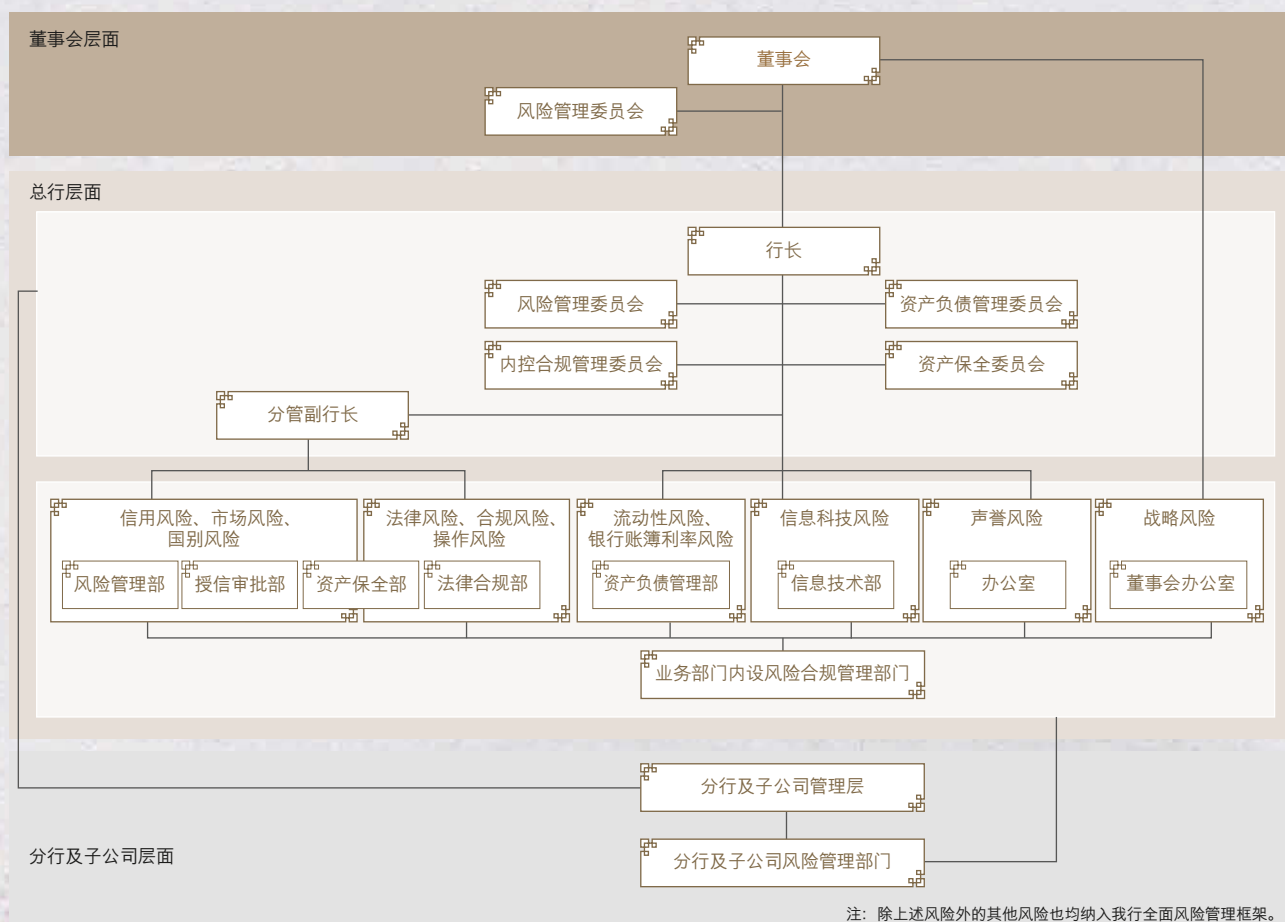 董事会层面
董事会
风险管理委员会
总行层面
行长
风险管理委员会
资产负债管理委员会
内控合规管理委员会
资产保全委员会
分管副行长
信用风险、市场风险、
国别风险
法律风险、合规风险、
操作风险
流动性风险、
银行账簿利率风险
信息科技风险
声誉风险
战略风险
风险管理部
授信审批部
资产保全部
法律合规部
资产负债管理部
信息技术部
办公室
董事会办公室
业务部门内设风险合规管理部门
分行及子公司管理层
分行及子公司层面
分行及子公司风险管理部门
注：除上述风险外的其他风险也均纳入我行全面风险管理框架。